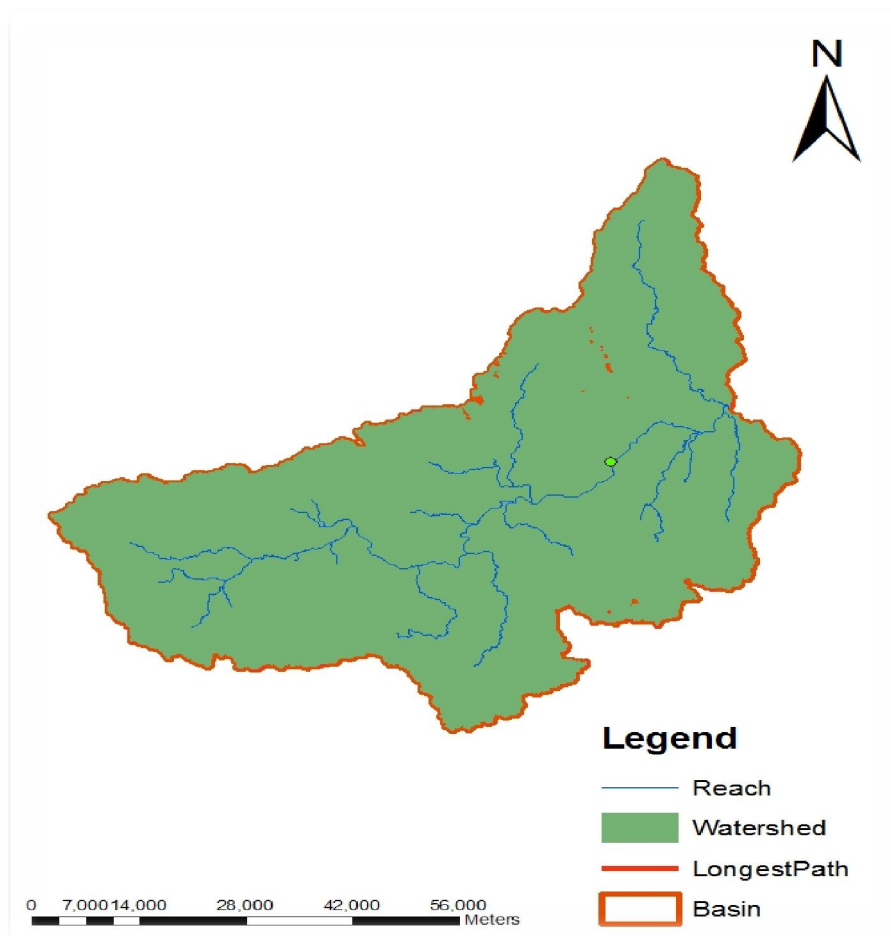 N
Legend
Reach
Watershed
LongestPath
Basin
0 7,000 14,000 28,000 42,000 56,000
Meters